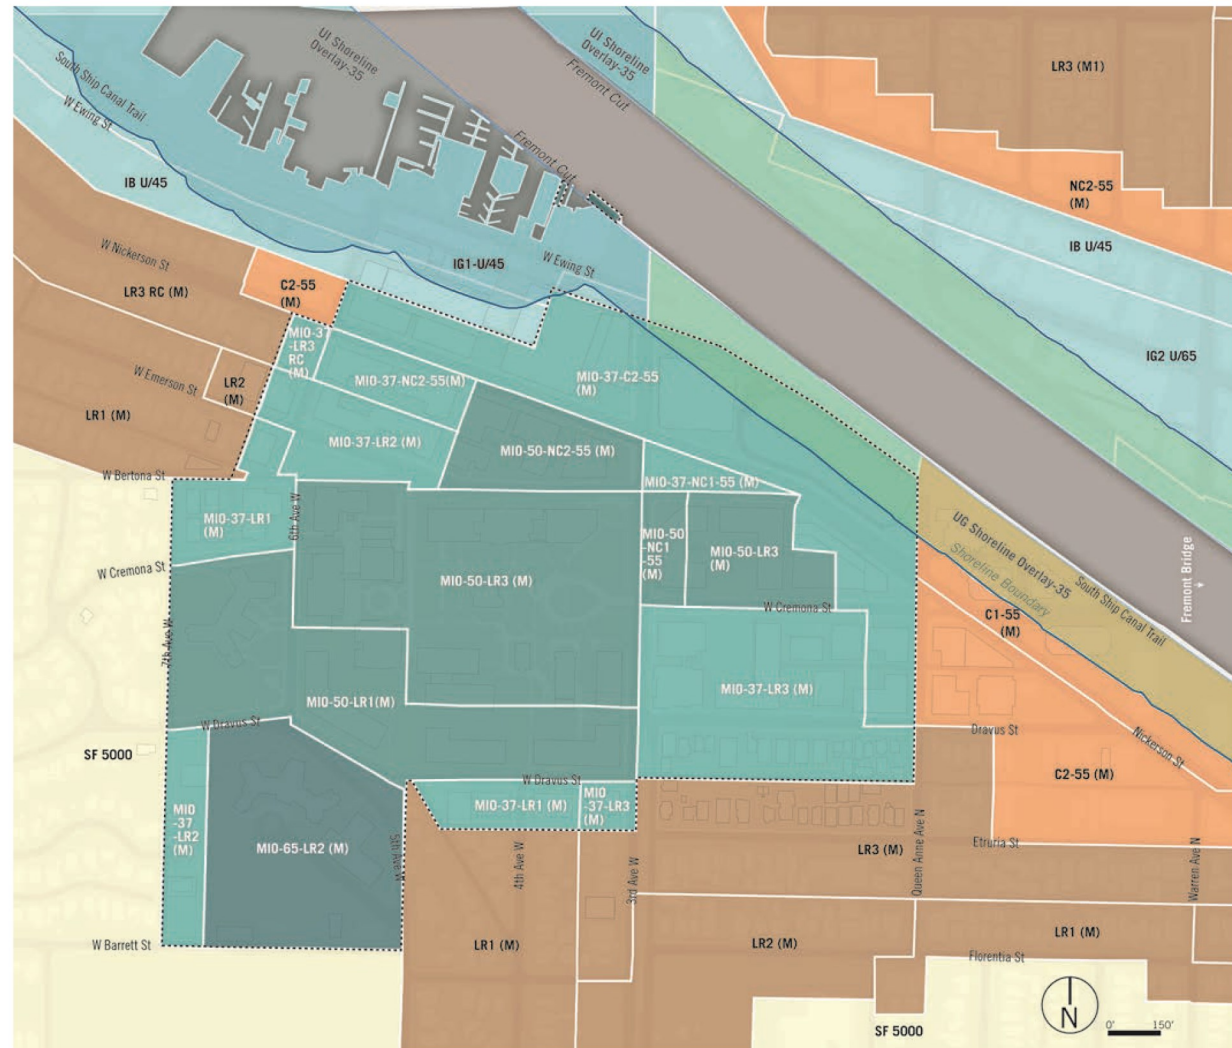 UI Shoreline
Overlay-35
UI Shoreline
Overlay-35
Fremont Cut
LR3 (M1)
South Ship Canal Trail
W Ewing St
Fremont Cut
IB U/45
NC2-55
(M)
IB U/45
W Nickerson St
IG1-U/45
W Ewing St
LR3 RC (M)
C2-55
(M)
IG2 U/65
MIO-37
-LR3
RC
(M)
W Emerson St
LR2
(M)
MIO-37-NC2-55(M)
MIO-37-C2-55
(M)
LR1 (M)
MIO-37-LR2 (M)
MIO-50-NC2-55 (M)
W Bertona St
MIO-37-NC1-55 (M)
6th Ave W
MIO-37-LR1
(M)
MIO-50
-NC1
-55
(M)
MIO-50-LR3
(M)
UG Shoreline Overlay-35
Shoreline Boundary
South Ship Canal Trail
Fremont Bridge
W Cremona St
MIO-50-LR3 (M)
W Cremona St
C1-55
(M)
7th Ave W
MIO-50-LR1(M)
MIO-37-LR3 (M)
W Dravus St
Dravus St
Nickerson St
SF 5000
W Dravus St
C2-55 (M)
MIO
-37
-LR2
(M)
MIO-37-LR1 (M)
MIO
-37-LR3
(M)
MIO-65-LR2 (M)
5th Ave W
4th Ave W
3rd Ave W
LR3 (M)
Queen Anne Ave N
Etruria St
Warren Ave N
W Barrett St
LR1 (M)
LR2 (M)
LR1 (M)
Florentia St
SF 5000
N
0'
150'